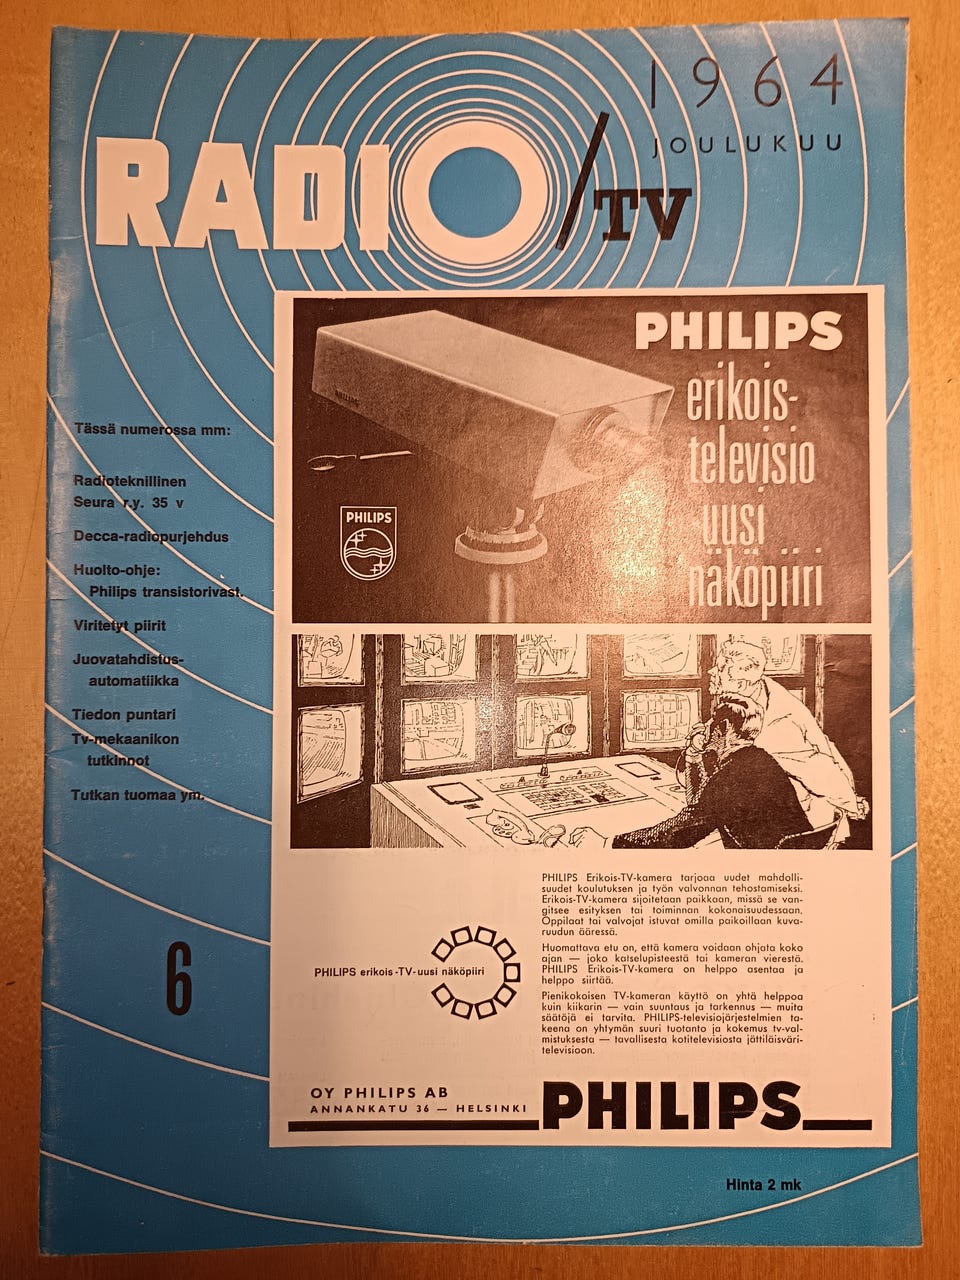 1964
JOULUKUU
RADIO/TV
Tässä numerossa mm:
Radioteknillinen
Seura r.y. 35 v
Decca-radiopurjehdus
Huolto-ohje:
Philips transistorivast.
Viritetyt piirit
Juovatahdistus-
automatiikka
Tiedon puntari
Tv-mekaanikon
tutkinnot
Tutkan tuomaa ym.
6
PHILIPS
erikois-
televisio
uusi
näköpiiri
PHILIPS
PHILIPS
PHILIPS Erikois-TV-kamera tarjoaa uudet mahdolli-
suudet koulutuksen ja työn valvonnan tehostamiseksi.
Erikois-TV-kamera sijoitetaan paikkaan, missä se van-
gitsee esityksen tai toiminnan kokonaisuudessaan.
Oppilaat tai valvojat istuvat omilla paikoillaan kuva-
ruudun ääressä.
Huomattava etu on, että kamera voidaan ohjata koko
ajan — joko katselupisteestä tai kameran vierestä.
PHILIPS Erikois-TV-kamera on helppo asentaa ja
helppo siirtää.
Pienikokoisen TV-kameran käyttö on yhtä helppoa
kuin kiikarin — vain suuntaus ja tarkennus — muita
säätöjä ei tarvita. PHILIPS-televisiojärjestelmien ta-
keena on yhtymän suuri tuotanto ja kokemus tv-val-
mistuksesta — tavallisesta kotitelevisiosta jättiläisväri-
televisioon.
PHILIPS erikois-TV-uusi näköpiiri
OY PHILIPS AB
ANNANKATU 36 — HELSINKI
PHILIPS
Hinta 2 mk